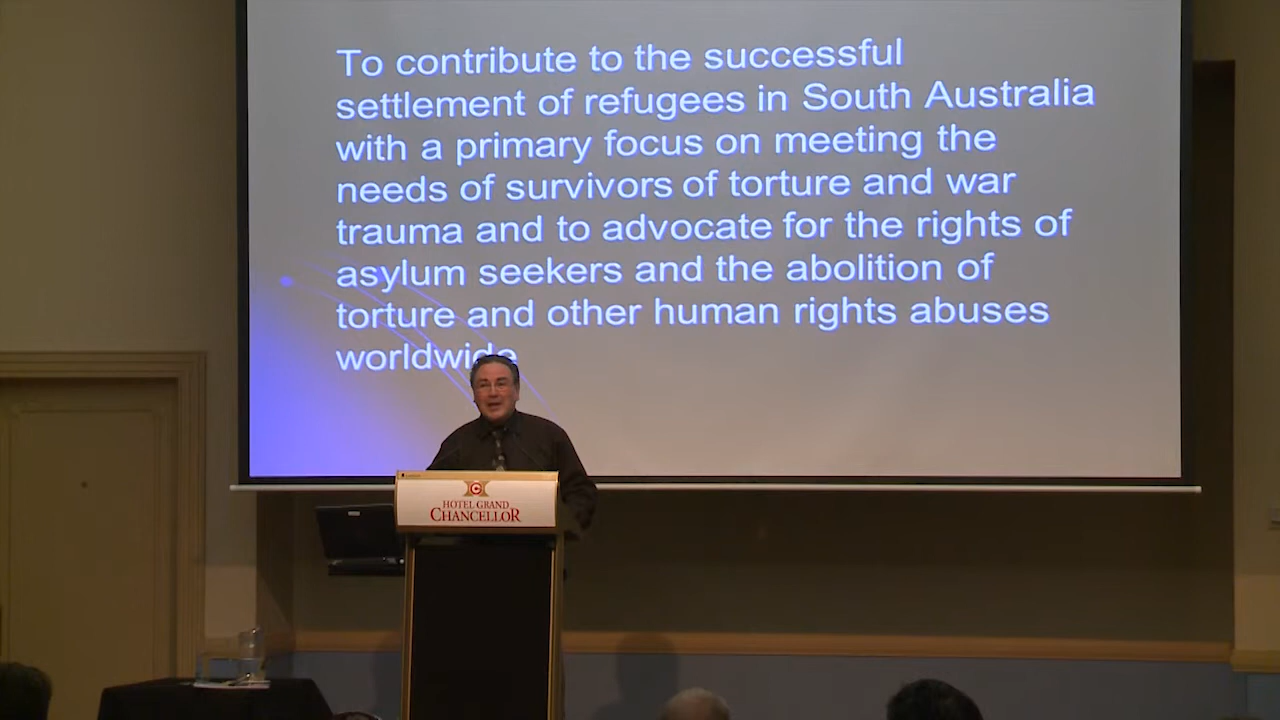 To contribute to the successful
settlement of refugees in South Australia
with a primary focus on meeting the
needs of survivors of torture and war
trauma and to advocate for the rights of
asylum seekers and the abolition of
torture and other human rights abuses
worldwide
HOTEL GRAND
CHANCELLOR